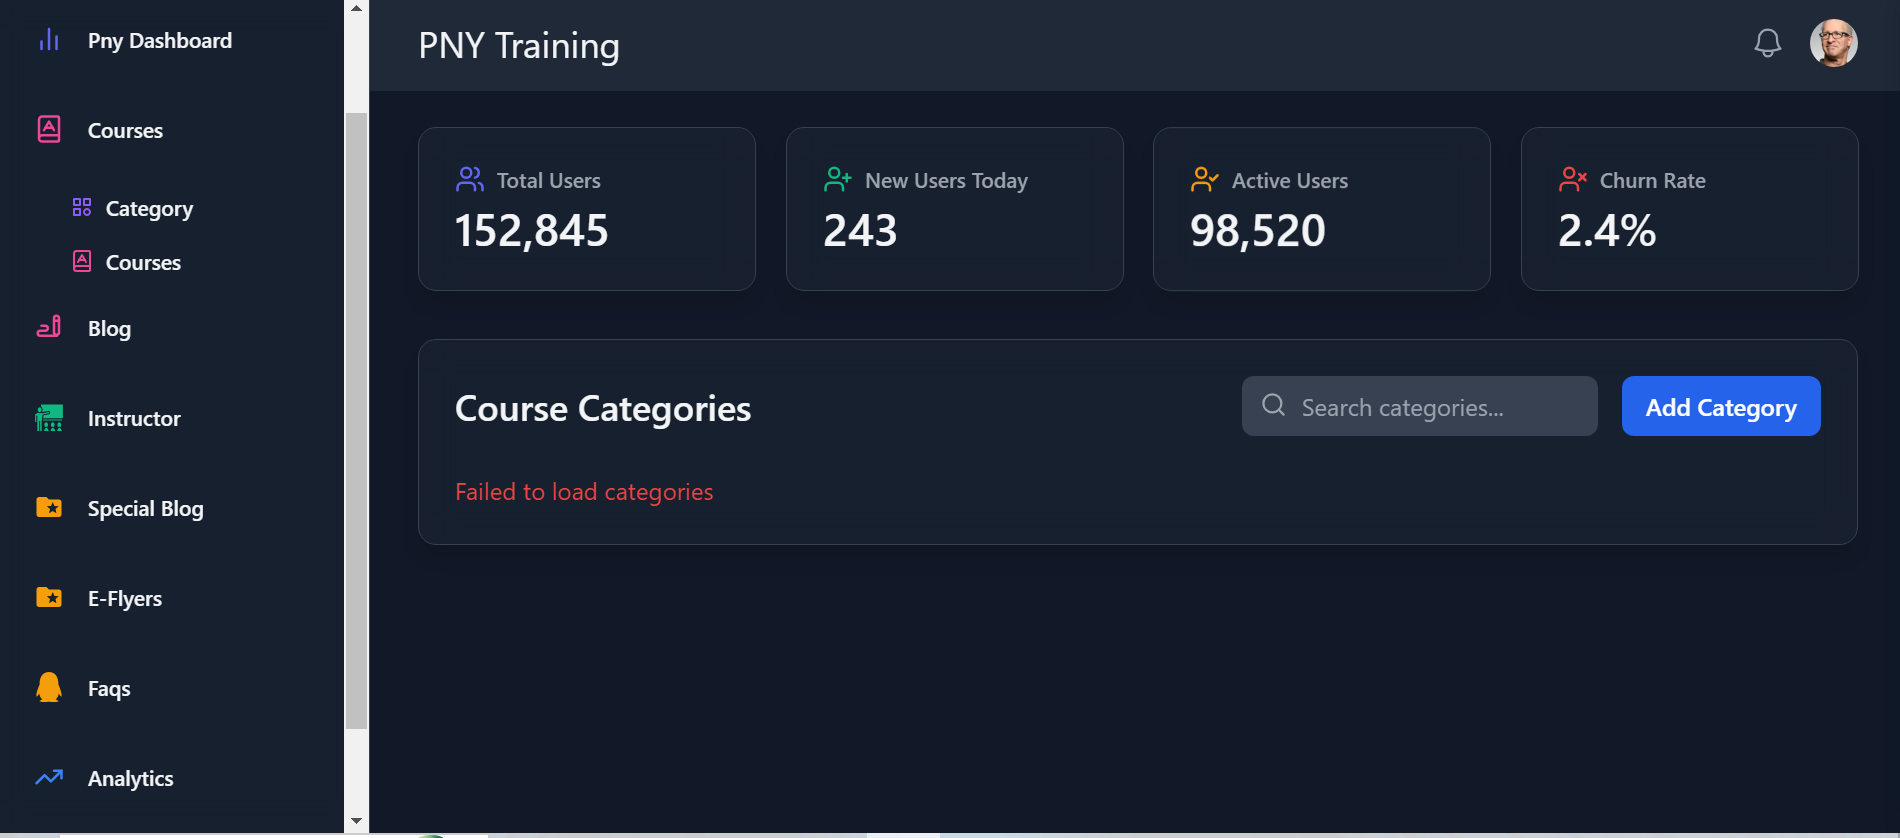 Pny Dashboard
Courses
Category
Courses
Blog
Instructor
Special Blog
E-Flyers
Faqs
Analytics
PNY Training
Total Users
152,845
New Users Today
243
Active Users
98,520
Churn Rate
2.4%
Course Categories
Search categories...
Add Category
Failed to load categories